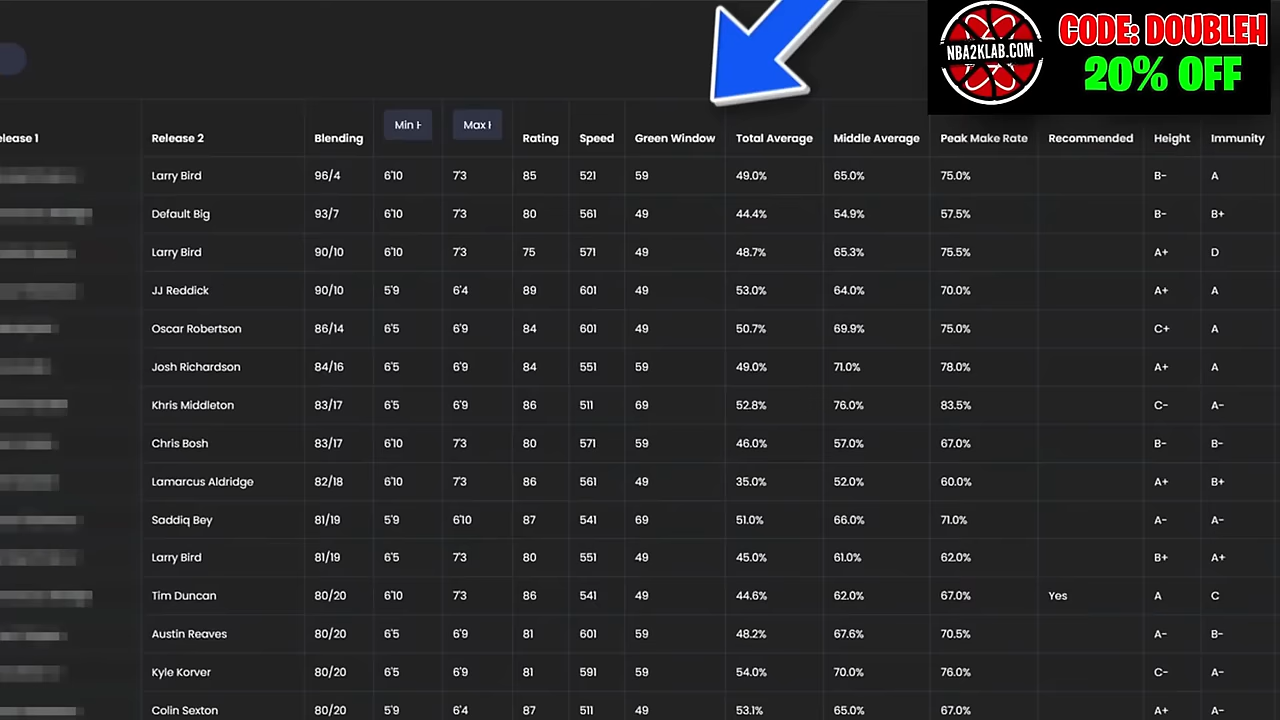 NBA2KLAB.COM
CODE: DOUBLEH
20% OFF
Release 2 Blending Min Max Rating Speed Green Window Total Average Middle Average Peak Make Rate Recommended Height Immunity
Larry Bird 96/4 6'10 7'3 85 521 59 49.0% 65.0% 75.0% B- A
Default Big 93/7 6'10 7'3 80 561 49 44.4% 54.9% 57.5% B- B+
Larry Bird 90/10 6'10 7'3 75 571 49 48.7% 65.3% 75.5% A+ D
JJ Reddick 90/10 5'9 6'4 89 601 49 53.0% 64.0% 70.0% A+ A
Oscar Robertson 86/14 6'5 6'9 84 601 49 50.7% 69.9% 75.0% C+ A
Josh Richardson 84/16 6'5 6'9 84 551 59 49.0% 71.0% 78.0% A+ A
Khris Middleton 83/17 6'5 6'9 86 511 69 52.8% 76.0% 83.5% C- A-
Chris Bosh 83/17 6'10 7'3 80 571 59 46.0% 57.0% 67.0% B- B-
Lamarcus Aldridge 82/18 6'10 7'3 86 561 49 35.0% 52.0% 60.0% A+ B+
Saddiq Bey 81/19 5'9 6'10 87 541 69 51.0% 66.0% 71.0% A- A-
Larry Bird 81/19 6'5 7'3 80 551 49 45.0% 61.0% 62.0% B+ A+
Tim Duncan 80/20 6'10 7'3 86 541 49 44.6% 62.0% 67.0% Yes A C
Austin Reaves 80/20 6'5 6'9 81 601 59 48.2% 67.6% 70.5% A- B-
Kyle Korver 80/20 6'5 6'9 81 591 59 54.0% 70.0% 76.0% C- A-
Colin Sexton 80/20 5'9 6'4 87 511 49 53.1% 65.0% 67.0% A+ A-